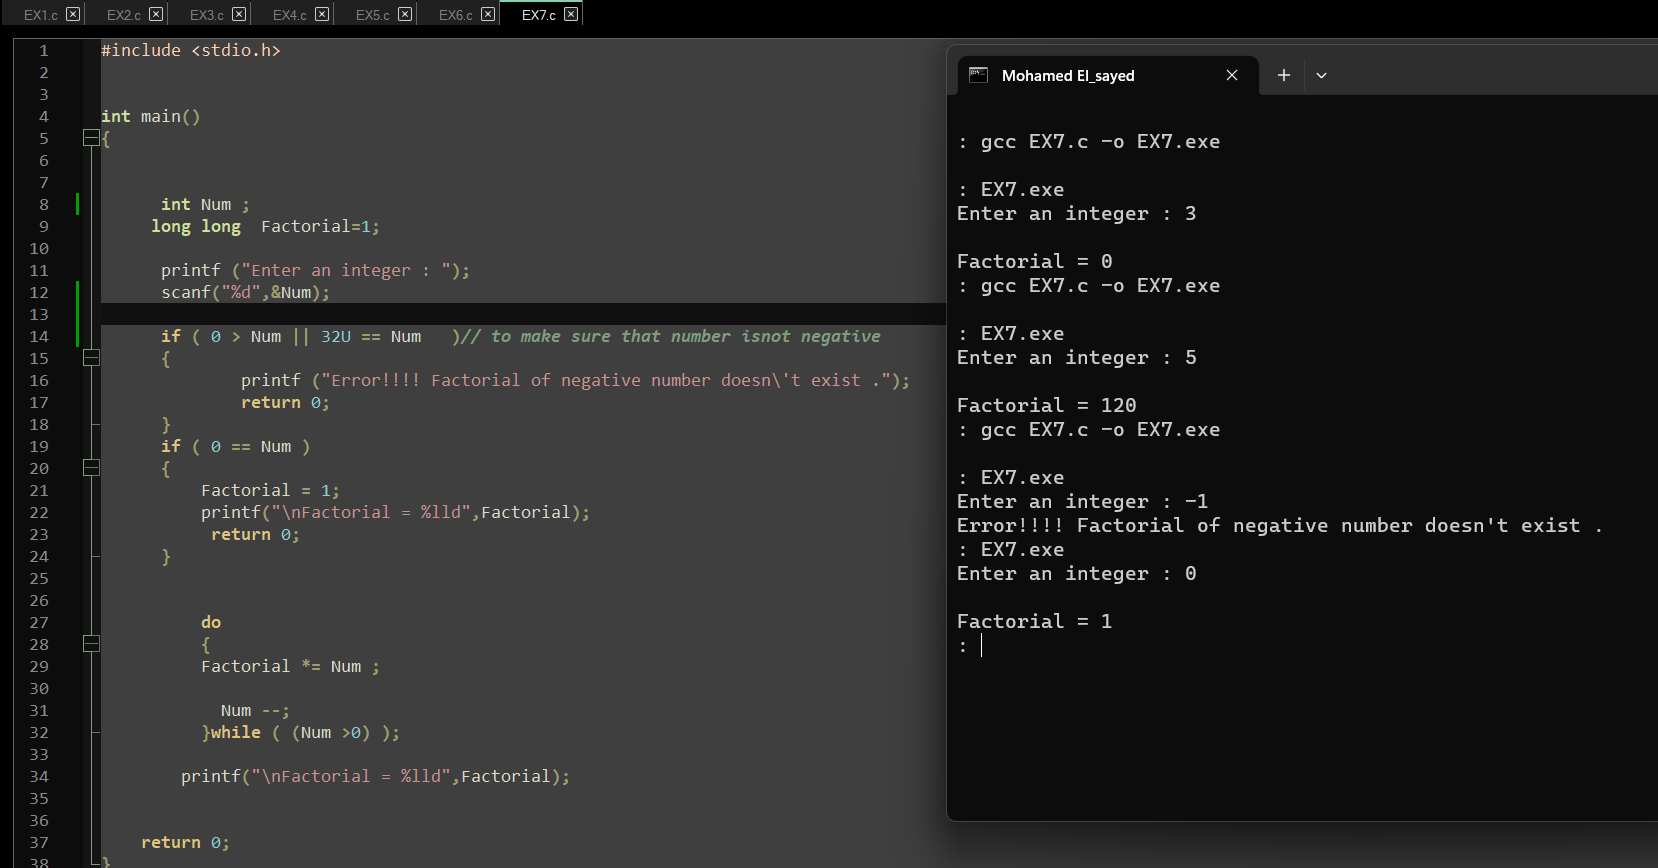 EX1.c EX2.c EX3.c EX4.c EX5.c EX6.c EX7.c
1 #include <stdio.h>
2
3
4 int main()
5 {
6
7
8 int Num ;
9 long long  Factorial=1;
10
11 printf ("Enter an integer : ");
12 scanf("%d",&Num);
13
14 if ( 0 > Num || 32U == Num   )// to make sure that number isnot negative
15 {
16 printf ("Error!!!! Factorial of negative number doesn\'t exist .");
17 return 0;
18 }
19 if ( 0 == Num )
20 {
21 Factorial = 1;
22 printf("\nFactorial = %lld",Factorial);
23 return 0;
24 }
25
26
27 do
28 {
29 Factorial *= Num ;
30
31 Num --;
32 }while ( (Num >0) );
33
34 printf("\nFactorial = %lld",Factorial);
35
36
37 return 0;
38 }
Mohamed El_sayed
: gcc EX7.c -o EX7.exe
: EX7.exe
Enter an integer : 3
Factorial = 0
: gcc EX7.c -o EX7.exe
: EX7.exe
Enter an integer : 5
Factorial = 120
: gcc EX7.c -o EX7.exe
: EX7.exe
Enter an integer : -1
Error!!!! Factorial of negative number doesn't exist .
: EX7.exe
Enter an integer : 0
Factorial = 1
: